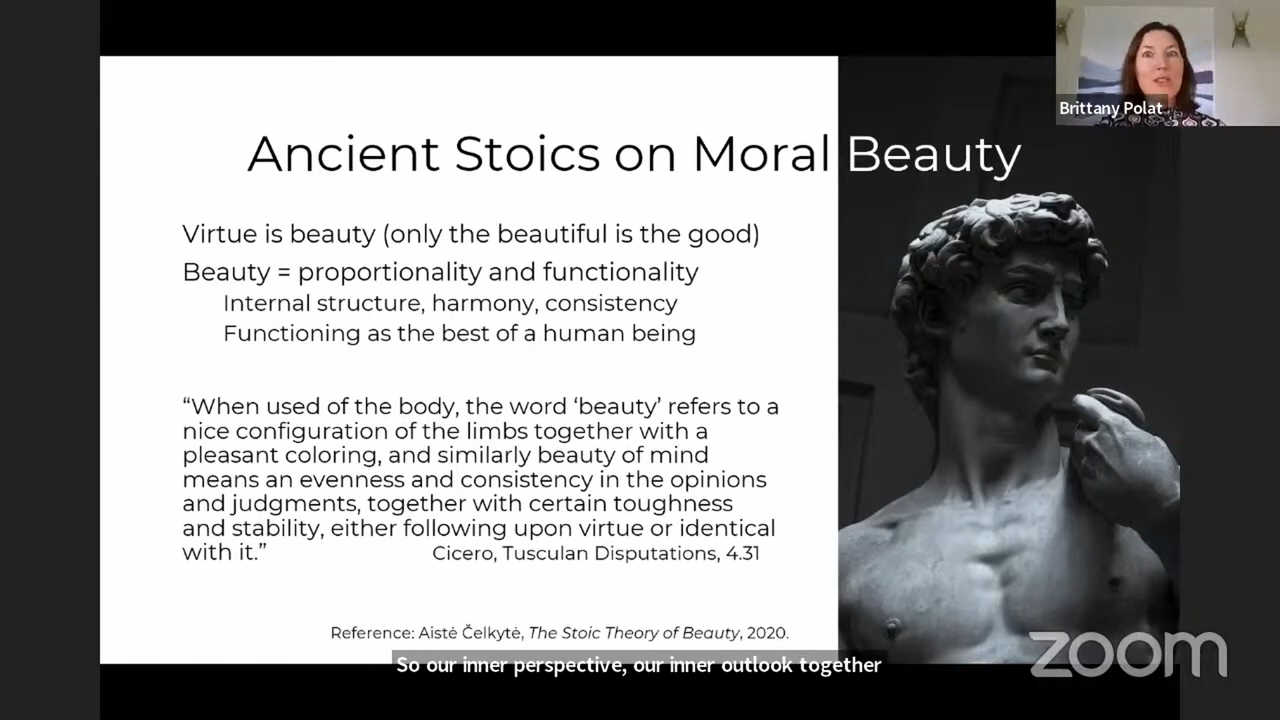 Brittany Polat
Ancient Stoics on Moral Beauty
Virtue is beauty (only the beautiful is the good)
Beauty = proportionality and functionality
Internal structure, harmony, consistency
Functioning as the best of a human being
“When used of the body, the word ‘beauty’ refers to a
nice configuration of the limbs together with a
pleasant coloring, and similarly beauty of mind
means an evenness and consistency in the opinions
and judgments, together with certain toughness
and stability, either following upon virtue or identical
with it.” Cicero, Tusculan Disputations, 4.31
Reference: Aistė Čelkytė, The Stoic Theory of Beauty, 2020.
So our inner perspective, our inner outlook together
zoom